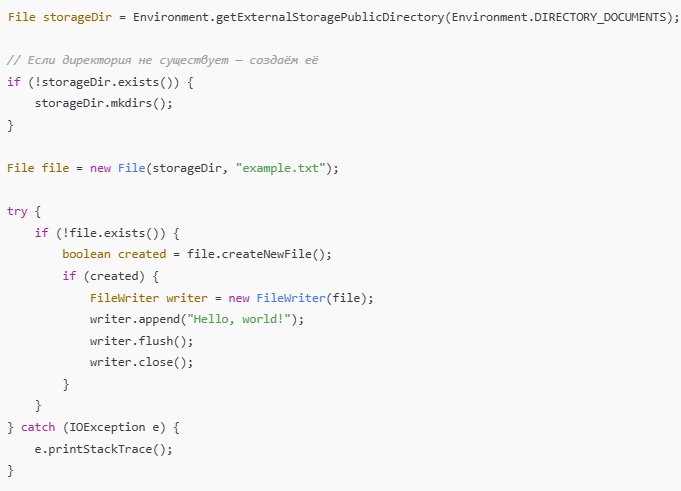 File storageDir = Environment.getExternalStoragePublicDirectory(Environment.DIRECTORY_DOCUMENTS);

// Если директория не существует — создаём её
if (!storageDir.exists()) {
    storageDir.mkdirs();
}

File file = new File(storageDir, "example.txt");

try {
    if (!file.exists()) {
        boolean created = file.createNewFile();
        if (created) {
            FileWriter writer = new FileWriter(file);
            writer.append("Hello, world!");
            writer.flush();
            writer.close();
        }
    }
} catch (IOException e) {
    e.printStackTrace();
}